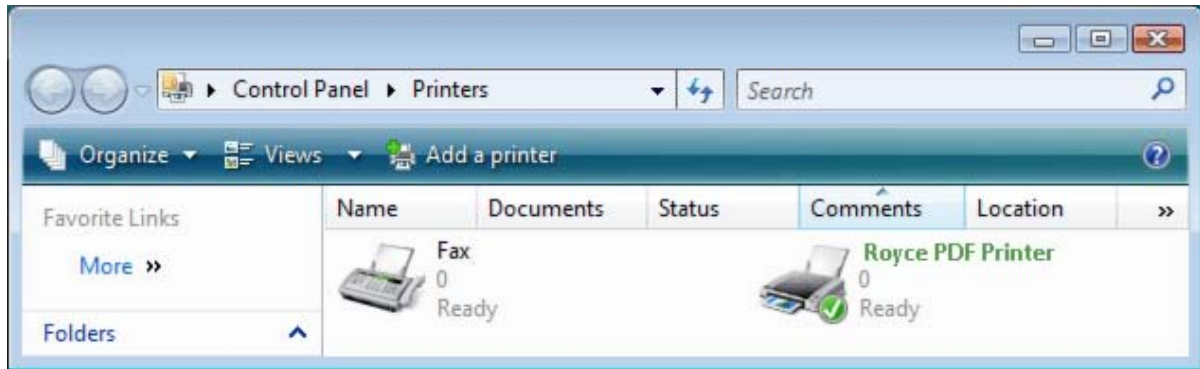 Control Panel Printers
Search
Organize Views Add a printer
Favorite Links
More »
Folders
Name Documents Status Comments Location »
Fax
0
Ready
Royce PDF Printer
0
Ready